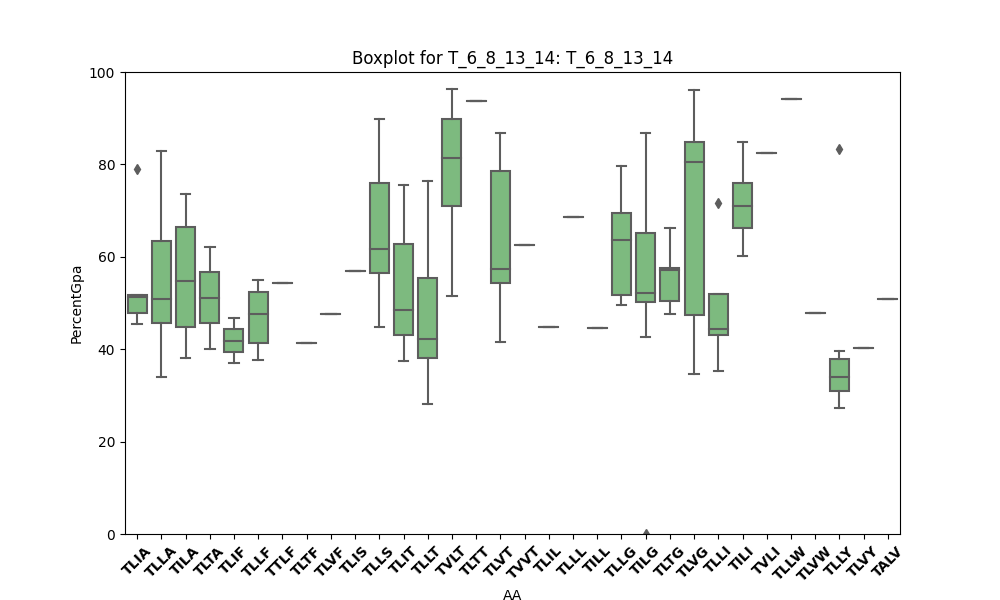 Boxplot for T_6_8_13_14: T_6_8_13_14
100
80
60
40
20
0
PercentGpa
TLIA
TLLA
TILA
TLTA
TLIF
TLLF
TTLF
TLTF
TLVF
TLIS
TLLS
TLIT
TLLT
TVLT
TLTT
TLVT
TVVT
TLIL
TLLL
TILL
TLLG
TILG
TLTG
TLVG
TLLI
TILI
TVLI
TLLW
TLVW
TLLY
TLVY
TALV
AA